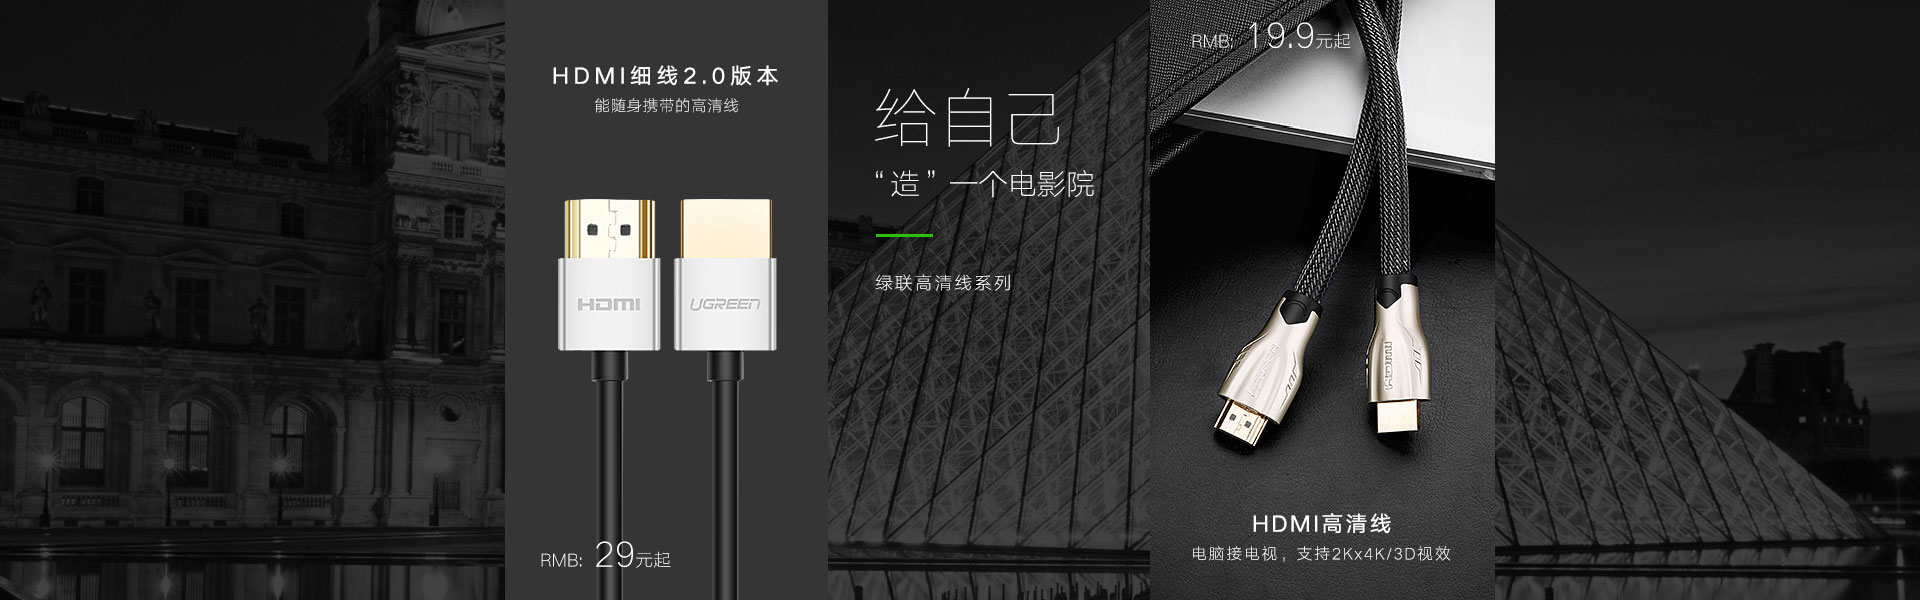 HDMI细线2.0版本
能随身携带的高清线
HDMI
UGREEN
RMB: 29元起
给自己
“造”一个电影院
绿联高清线系列
RMB: 19.9元起
UGREEN
HDMI
HDMI高清线
电脑接电视，支持2Kx4K/3D视效